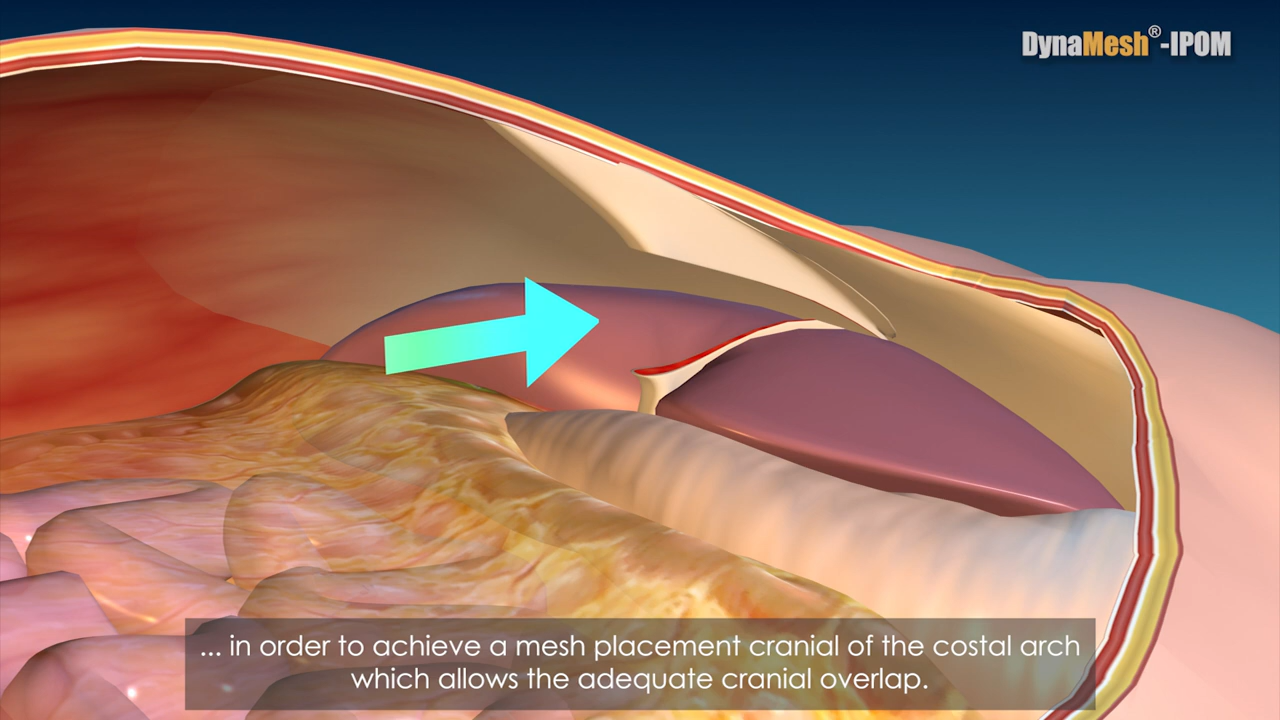 DynaMesh®-IPOM
... in order to achieve a mesh placement cranial of the costal arch
which allows the adequate cranial overlap.